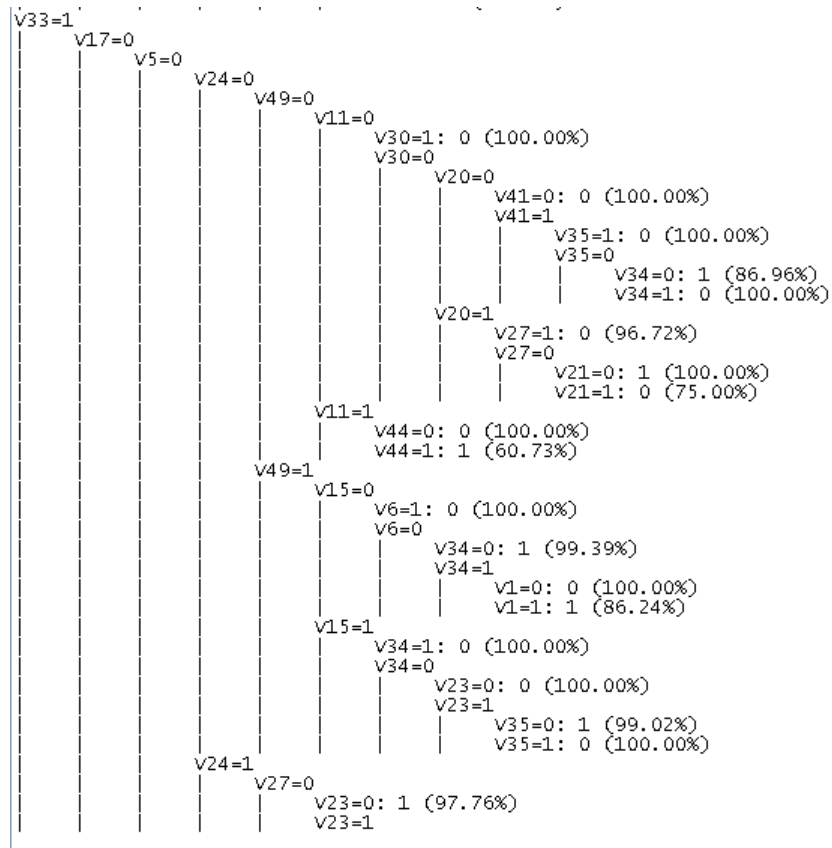 V33=1
V17=0
V5=0
V24=0
V49=0
V11=0
V30=1: 0 (100.00%)
V30=0
V20=0
V41=0: 0 (100.00%)
V41=1
V35=1: 0 (100.00%)
V35=0
V34=0: 1 (86.96%)
V34=1: 0 (100.00%)
V20=1
V27=1: 0 (96.72%)
V27=0
V21=0: 1 (100.00%)
V21=1: 0 (75.00%)
V11=1
V44=0: 0 (100.00%)
V44=1: 1 (60.73%)
V49=1
V15=0
V6=1: 0 (100.00%)
V6=0
V34=0: 1 (99.39%)
V34=1
V1=0: 0 (100.00%)
V1=1: 1 (86.24%)
V15=1
V34=1: 0 (100.00%)
V34=0
V23=0: 0 (100.00%)
V23=1
V35=0: 1 (99.02%)
V35=1: 0 (100.00%)
V24=1
V27=0
V23=0: 1 (97.76%)
V23=1